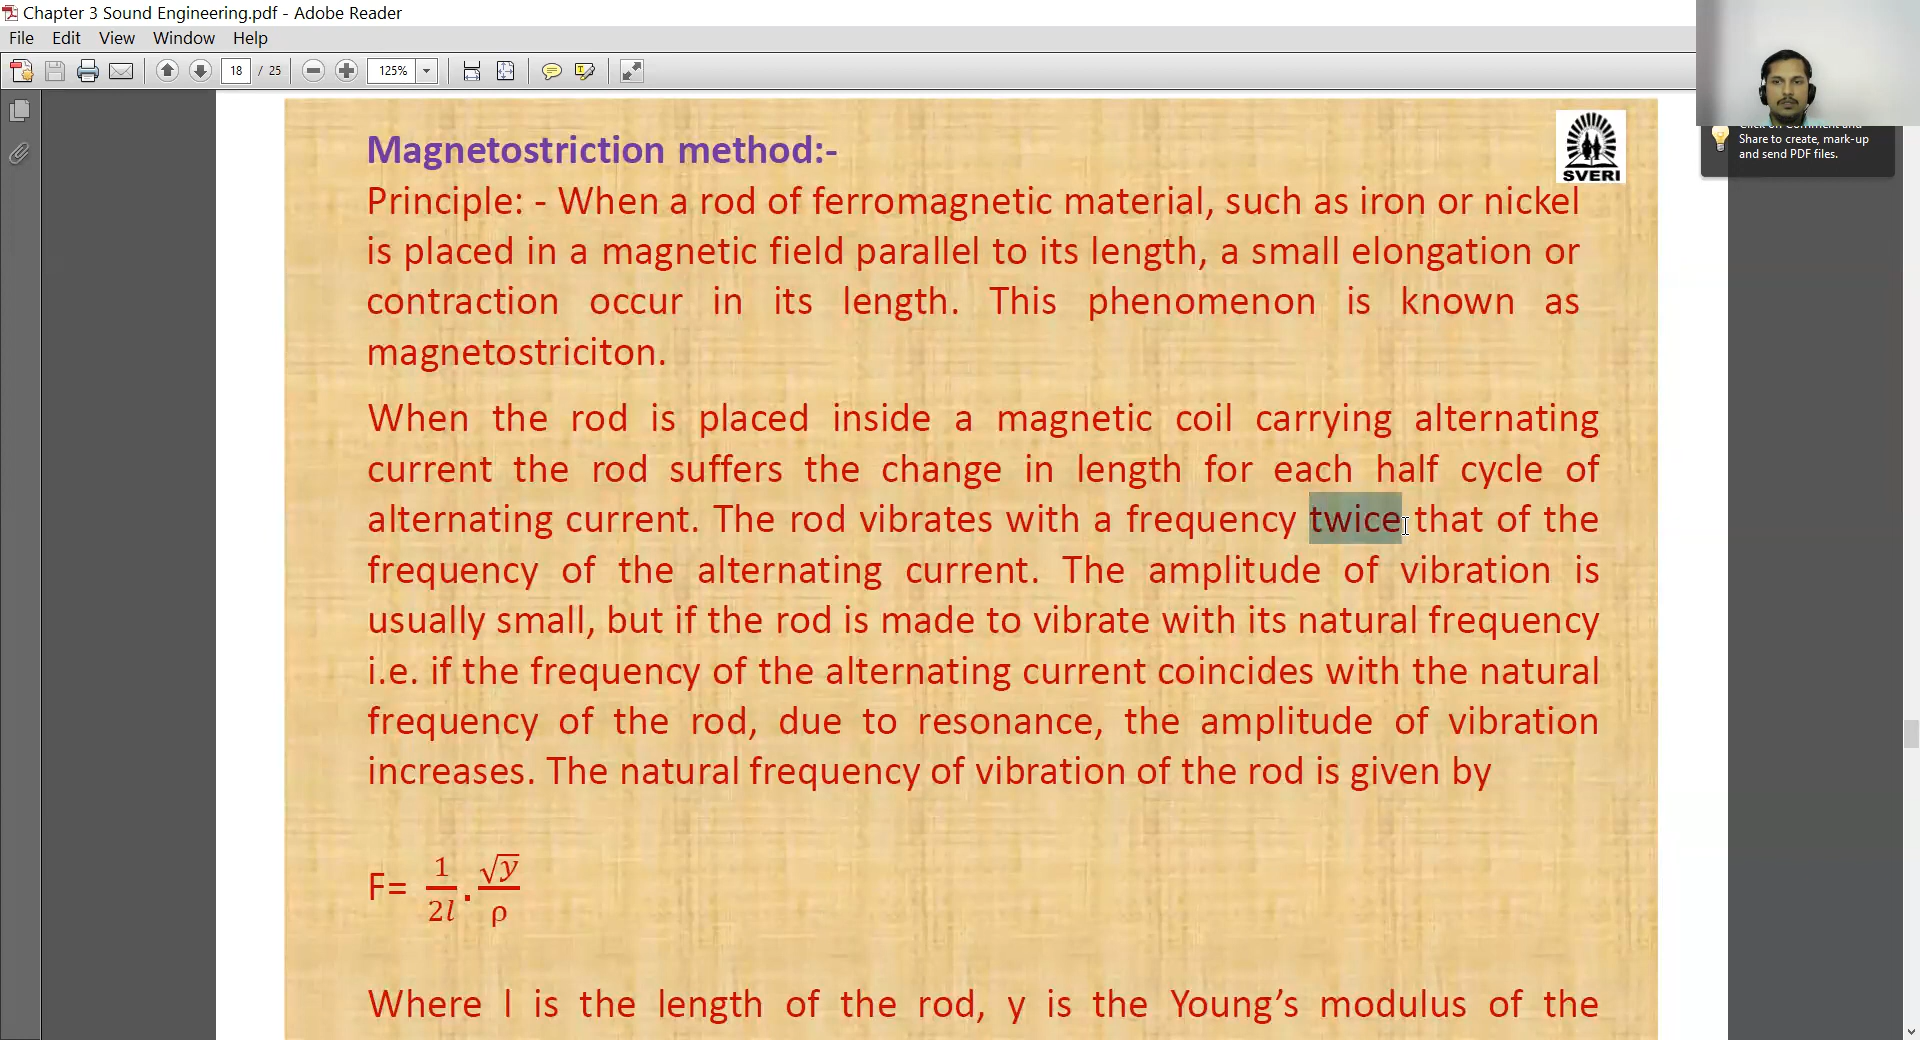 Chapter 3 Sound Engineering.pdf - Adobe Reader
File Edit View Window Help
18 / 25 125%
Share to create, mark-up
and send PDF files.
SVERI
Magnetostriction method:-
Principle: - When a rod of ferromagnetic material, such as iron or nickel
is placed in a magnetic field parallel to its length, a small elongation or
contraction occur in its length. This phenomenon is known as
magnetostriciton.
When the rod is placed inside a magnetic coil carrying alternating
current the rod suffers the change in length for each half cycle of
alternating current. The rod vibrates with a frequency twice that of the
frequency of the alternating current. The amplitude of vibration is
usually small, but if the rod is made to vibrate with its natural frequency
i.e. if the frequency of the alternating current coincides with the natural
frequency of the rod, due to resonance, the amplitude of vibration
increases. The natural frequency of vibration of the rod is given by
F= 1/2l . √y/ρ
Where l is the length of the rod, y is the Young’s modulus of the